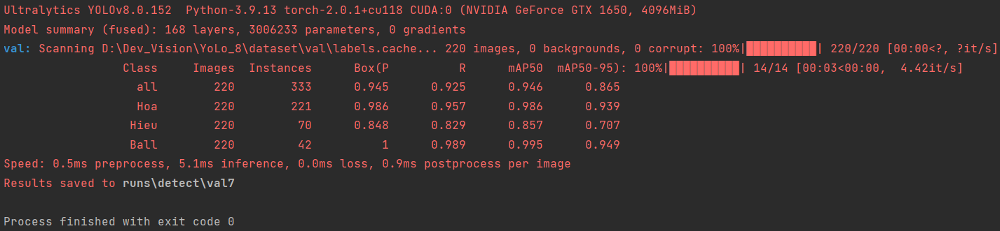 Ultralytics YOLOv8.0.152  Python-3.9.13 torch-2.0.1+cu118 CUDA:0 (NVIDIA GeForce GTX 1650, 4096MiB)
Model summary (fused): 168 layers, 3006233 parameters, 0 gradients
val: Scanning D:\Dev_Vision\YoLo_8\dataset\val\labels.cache... 220 images, 0 backgrounds, 0 corrupt: 100%|██████████| 220/220 [00:00<?, ?it/s]
Class     Images  Instances      Box(P          R      mAP50  mAP50-95): 100%|██████████| 14/14 [00:03<00:00,  4.42it/s]
all        220        333      0.945      0.925      0.946      0.865
Hoa        220        221      0.986      0.957      0.986      0.939
Hieu        220         70      0.848      0.829      0.857      0.707
Ball        220         42          1      0.989      0.995      0.949
Speed: 0.5ms preprocess, 5.1ms inference, 0.0ms loss, 0.9ms postprocess per image
Results saved to runs\detect\val7
Process finished with exit code 0